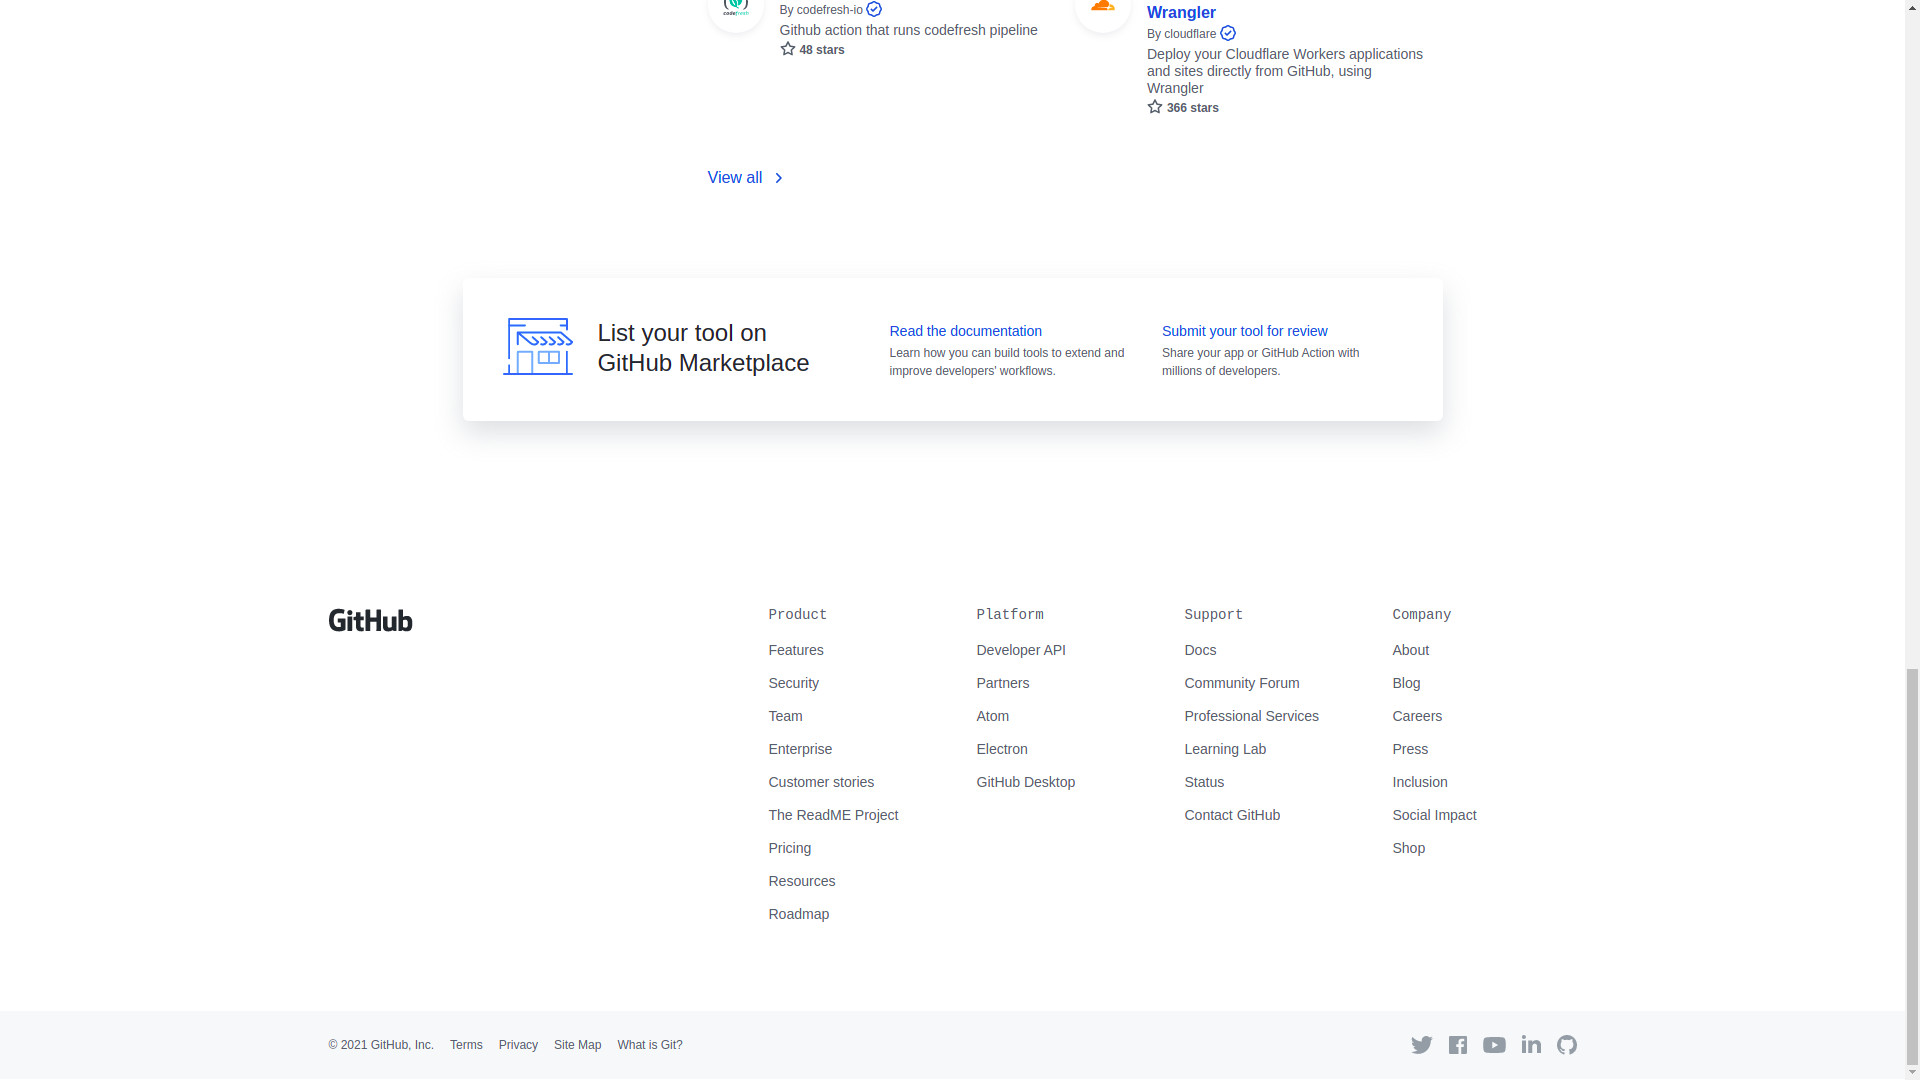 codefresh
By codefresh-io
Github action that runs codefresh pipeline
48 stars
Wrangler
By cloudflare
Deploy your Cloudflare Workers applications
and sites directly from GitHub, using
Wrangler
366 stars
View all
List your tool on
GitHub Marketplace
Read the documentation
Learn how you can build tools to extend and
improve developers' workflows.
Submit your tool for review
Share your app or GitHub Action with
millions of developers.
GitHub
Product
Features
Security
Team
Enterprise
Customer stories
The ReadME Project
Pricing
Resources
Roadmap
Platform
Developer API
Partners
Atom
Electron
GitHub Desktop
Support
Docs
Community Forum
Professional Services
Learning Lab
Status
Contact GitHub
Company
About
Blog
Careers
Press
Inclusion
Social Impact
Shop
© 2021 GitHub, Inc. Terms Privacy Site Map What is Git?